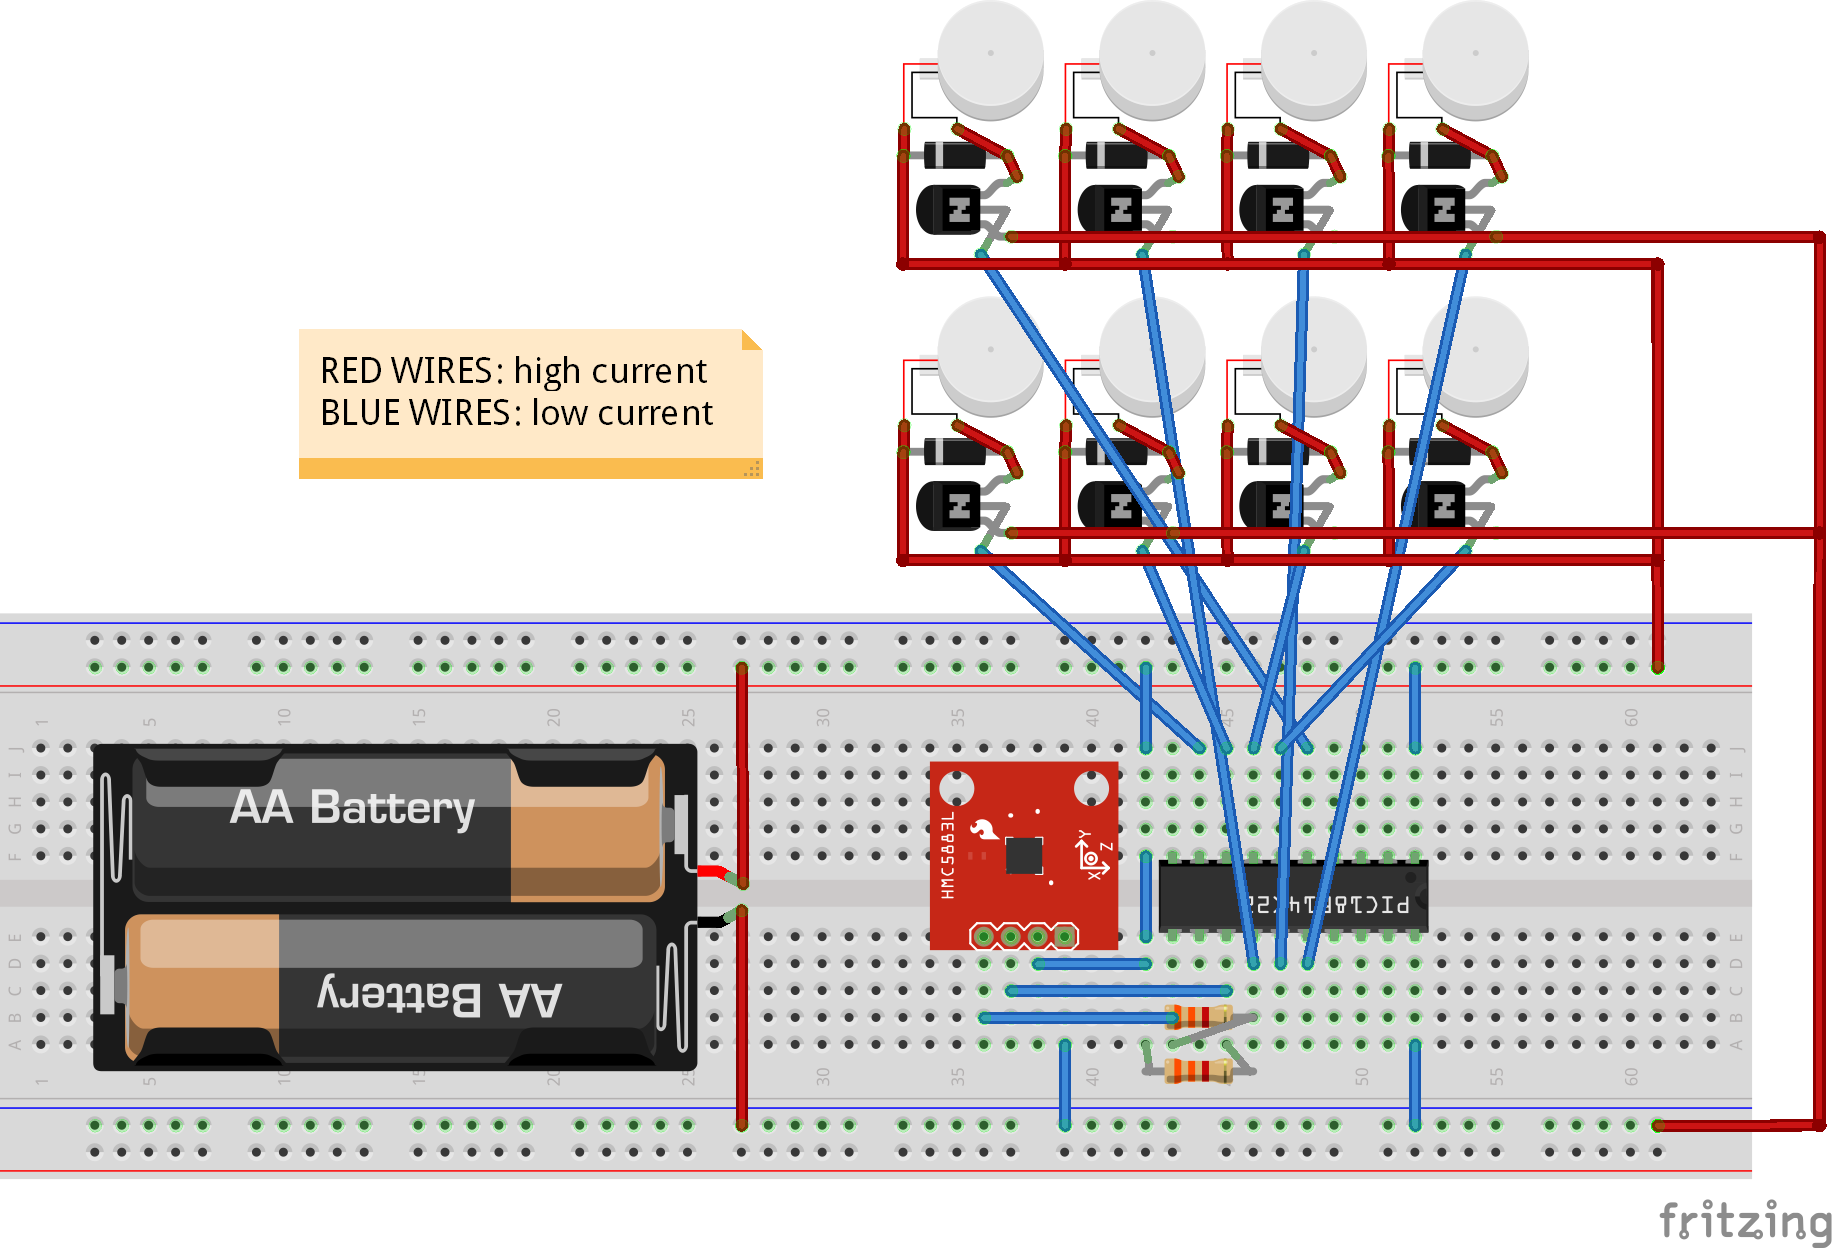 N N N N
RED WIRES: high current
BLUE WIRES: low current
N N N N
1 5 10 15 20 25 30 35 40 45 55 60
J J
I I
H H
G G
F F
AA Battery
HMC5883L
Y
Z
X
PIC18F14K22
E E
D D
C C
B B
A A
AA Battery
1 5 10 15 20 25 30 35 40 50 55 60
fritzing